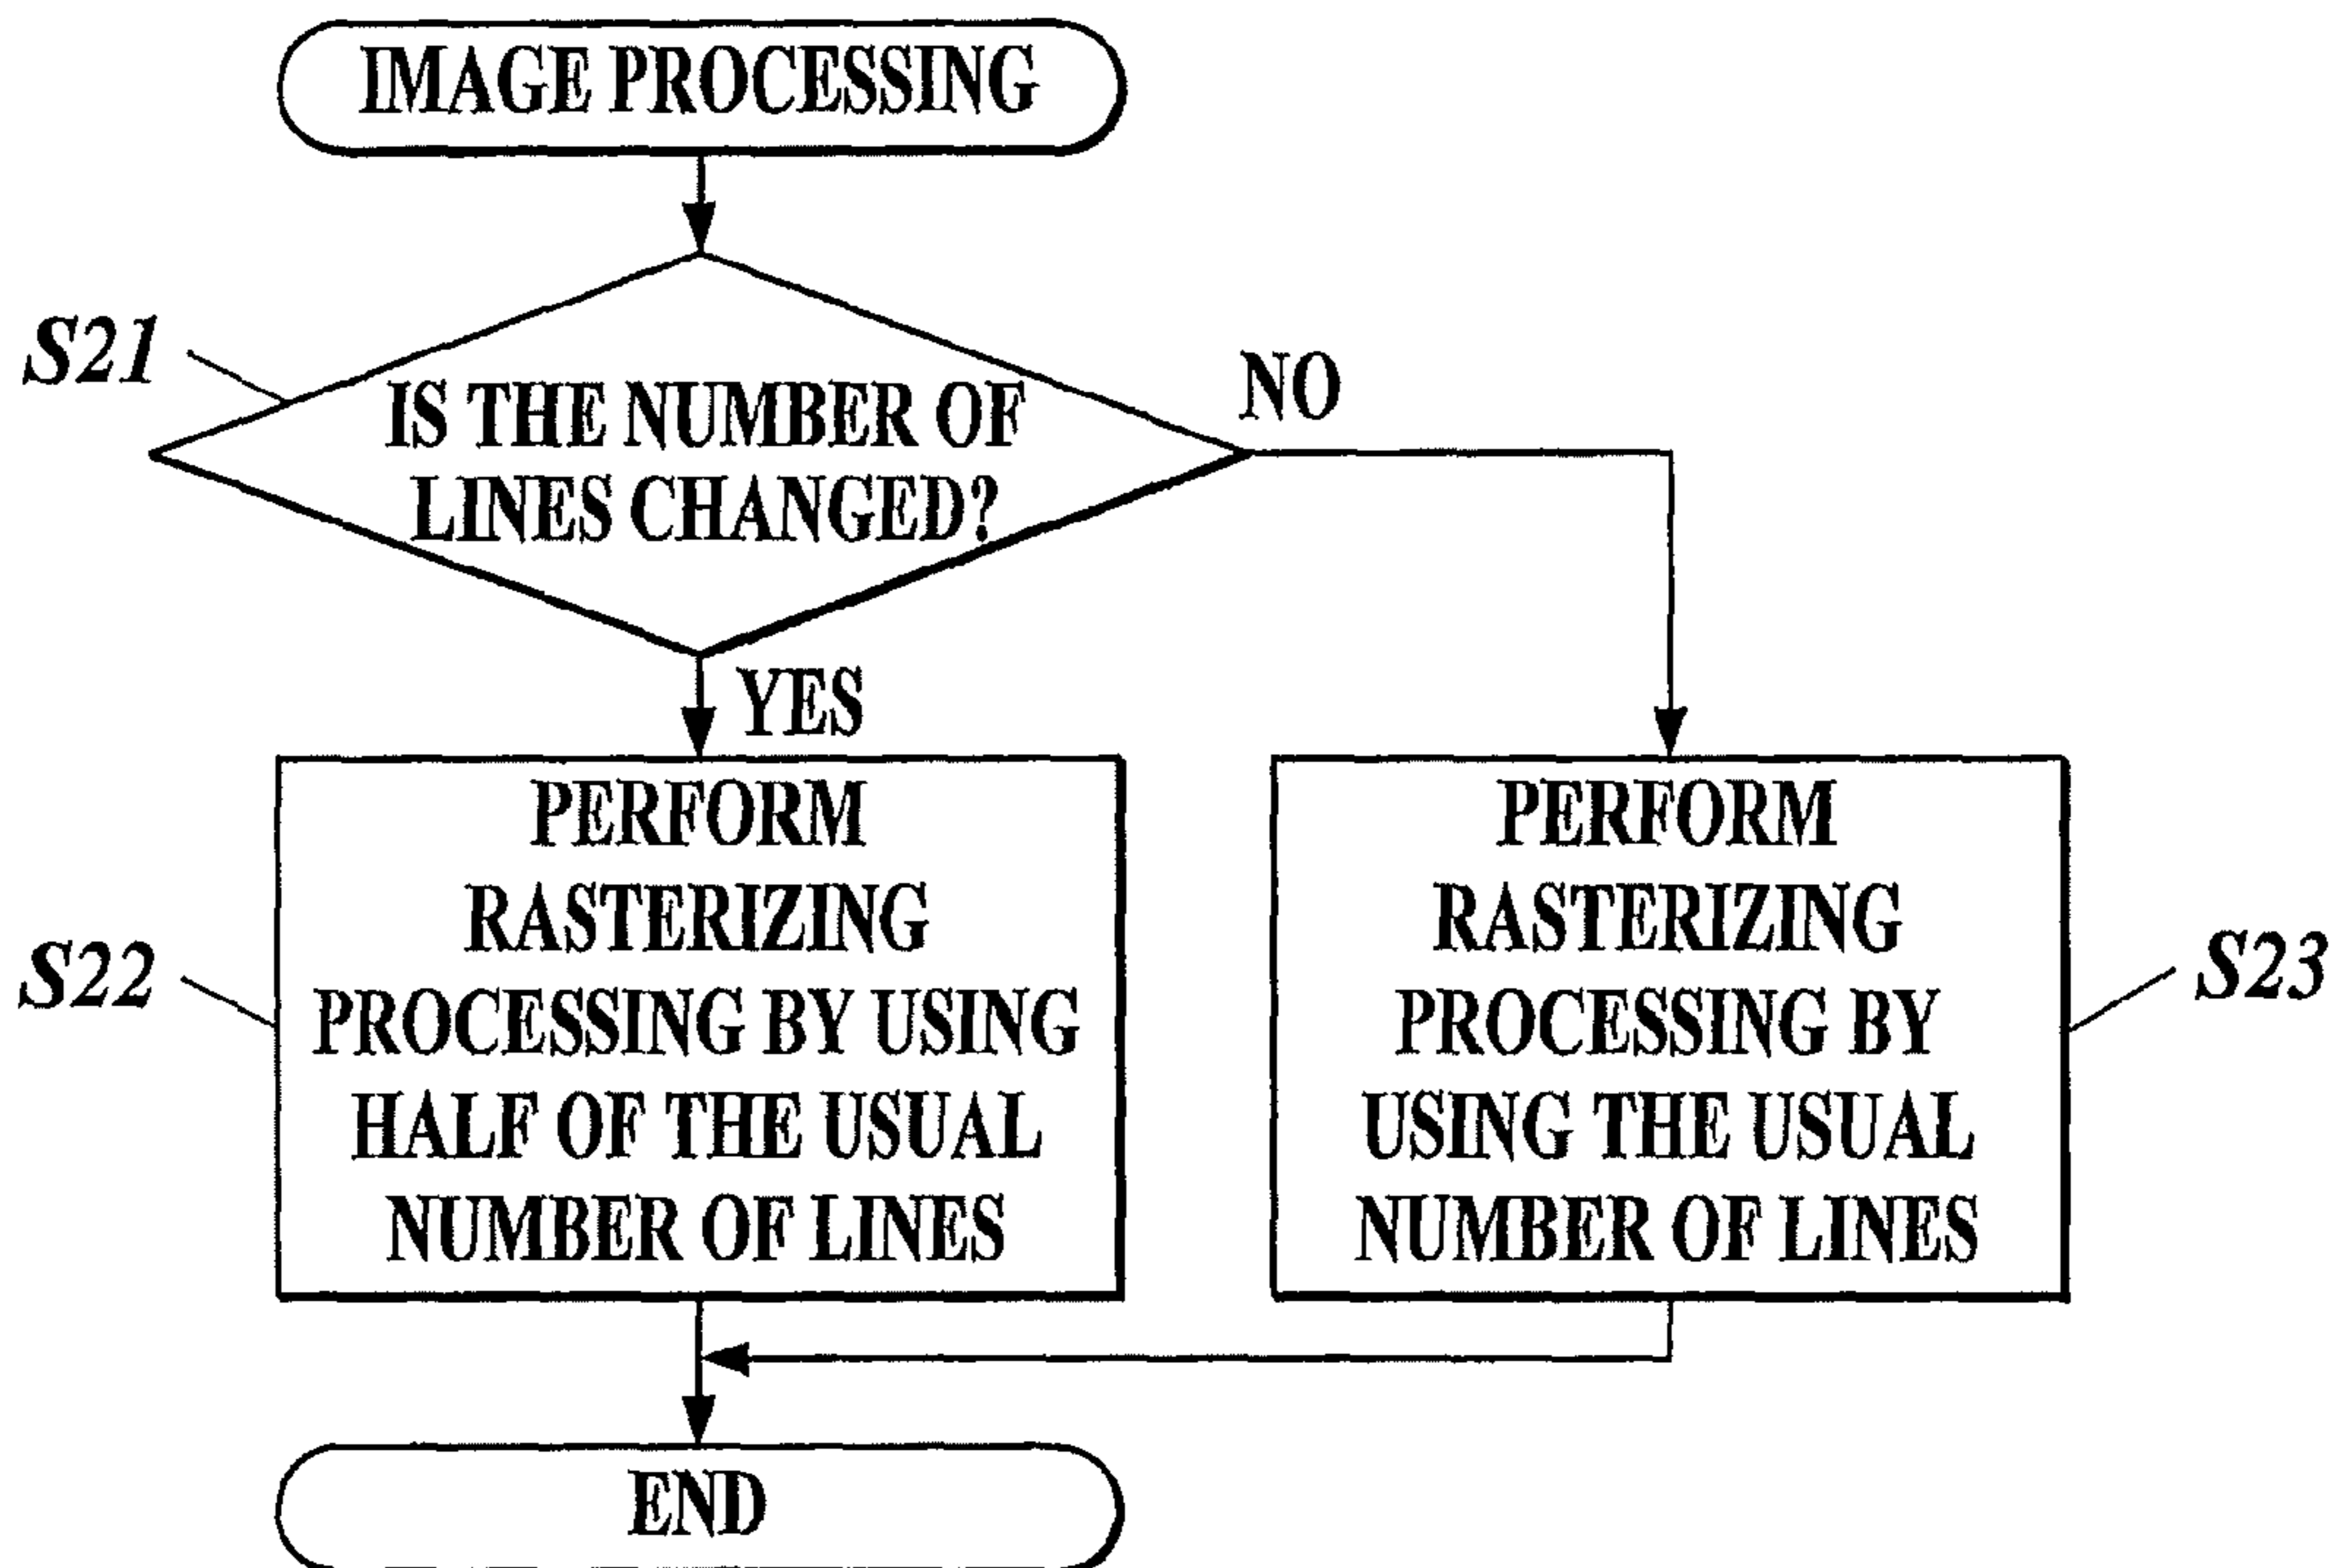 IMAGE PROCESSING
S21
IS THE NUMBER OF
LINES CHANGED?
NO
YES
S22
PERFORM
RASTERIZING
PROCESSING BY USING
HALF OF THE USUAL
NUMBER OF LINES
PERFORM
RASTERIZING
PROCESSING BY
USING THE USUAL
NUMBER OF LINES
S23
END